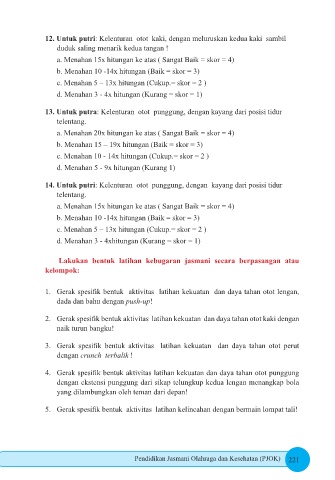 12. Untuk putri: Kelenturan otot kaki, dengan meluruskan kedua kaki sambil
duduk saling menarik kedua tangan !
a. Menahan 15x hitungan ke atas ( Sangat Baik = skor = 4)
b. Menahan 10 -14x hitungan (Baik = skor = 3)
c. Menahan 5 – 13x hitungan (Cukup.= skor = 2 )
d. Menahan 3 - 4x hitungan (Kurang = skor = 1)
13. Untuk putra: Kelenturan otot punggung, dengan kayang dari posisi tidur
telentang.
a. Menahan 20x hitungan ke atas ( Sangat Baik = skor = 4)
b. Menahan 15 – 19x hitungan (Baik = skor = 3)
c. Menahan 10 - 14x hitungan (Cukup.= skor = 2 )
d. Menahan 5 - 9x hitungan (Kurang 1)
14. Untuk putri: Kelenturan otot punggung, dengan kayang dari posisi tidur
telentang.
a. Menahan 15x hitungan ke atas ( Sangat Baik = skor = 4)
b. Menahan 10 -14x hitungan (Baik = skor = 3)
c. Menahan 5 – 13x hitungan (Cukup.= skor = 2 )
d. Menahan 3 - 4xhitungan (Kurang = skor = 1)
Lakukan bentuk latihan kebugaran jasmani secara berpasangan atau
kelompok:
1. Gerak spesifik bentuk aktivitas latihan kekuatan dan daya tahan otot lengan,
dada dan bahu dengan push-up!
2. Gerak spesifik bentuk aktivitas latihan kekuatan dan daya tahan otot kaki dengan
naik turun bangku!
3. Gerak spesifik bentuk aktivitas latihan kekuatan dan daya tahan otot perut
dengan crunch terbalik !
4. Gerak spesifik bentuk aktivitas latihan kekuatan dan daya tahan otot punggung
dengan ekstensi punggung dari sikap telungkup kedua lengan menangkap bola
yang dilambungkan oleh teman dari depan!
5. Gerak spesifik bentuk aktivitas latihan kelincahan dengan bermain lompat tali!
Pendidikan Jasmani Olahraga dan Kesehatan (PJOK) 221